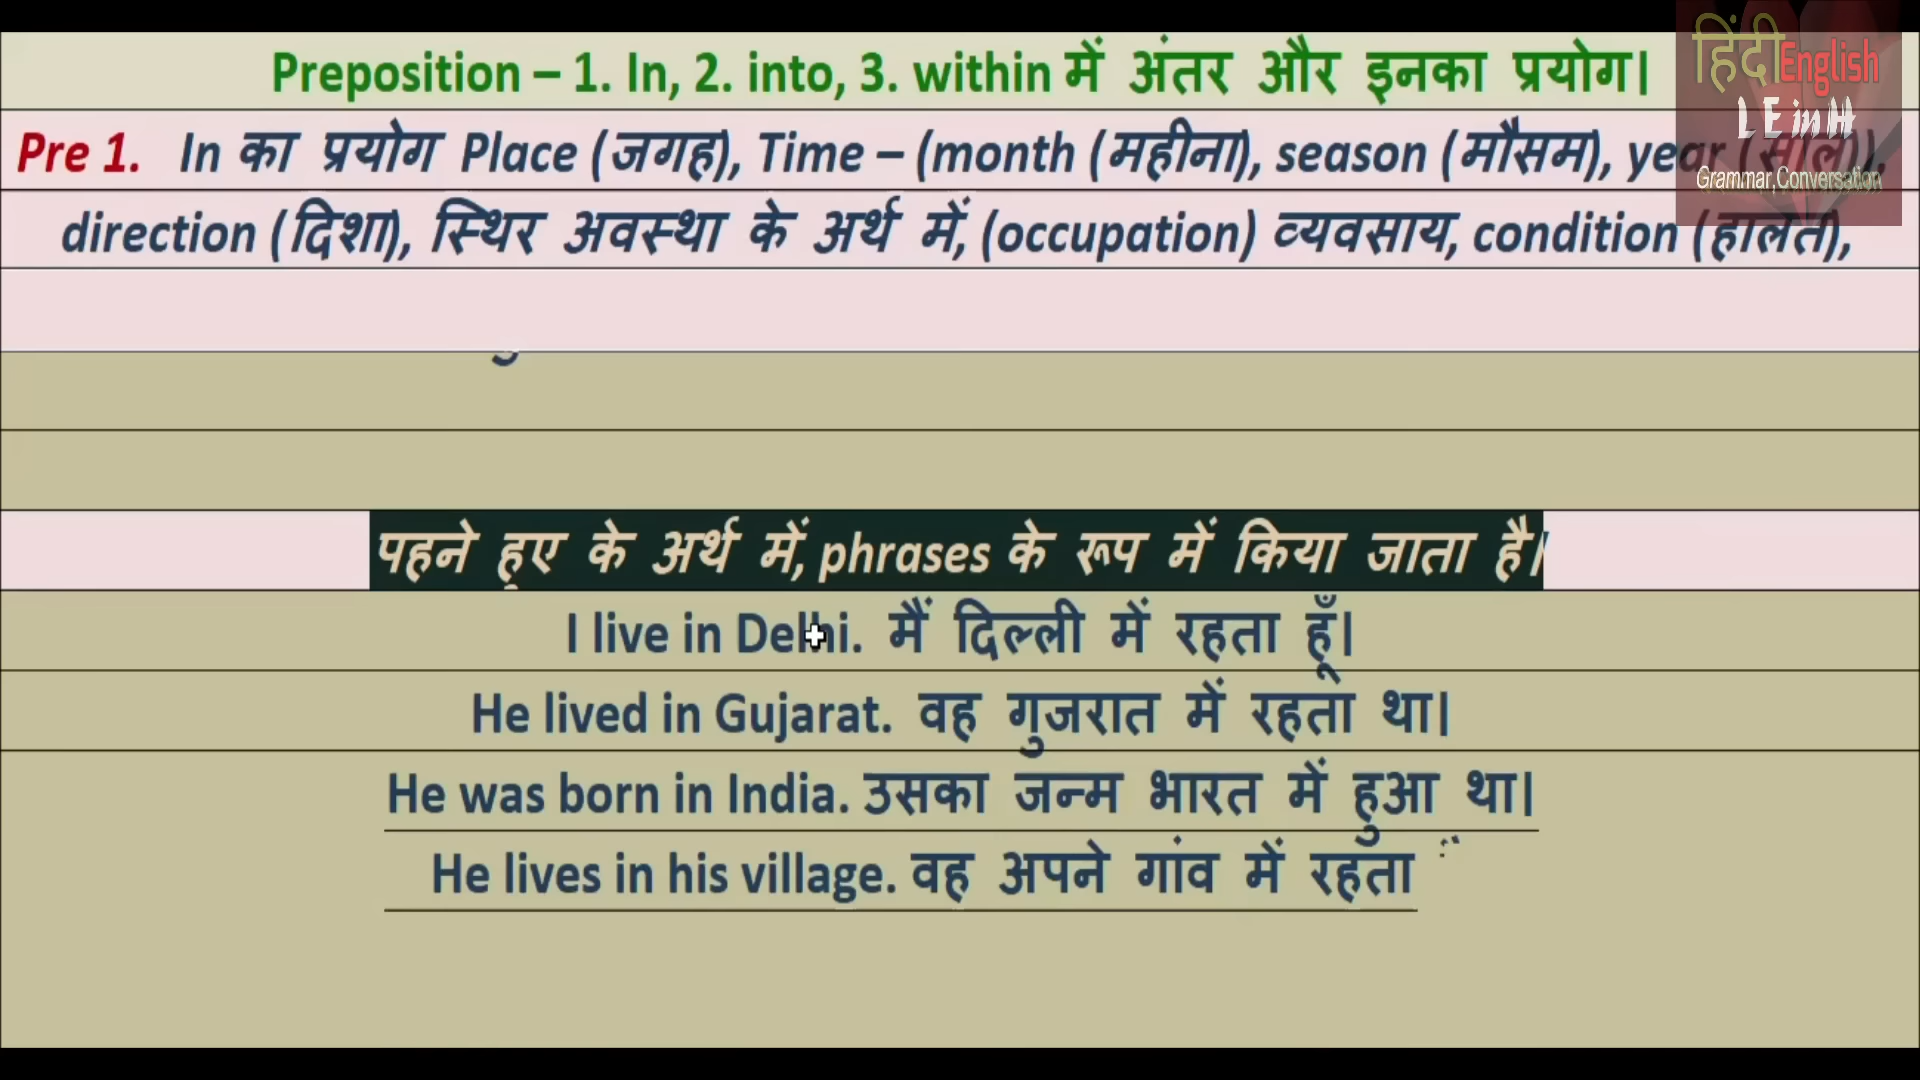 Preposition – 1. In, 2. into, 3. within में अंतर और इनका प्रयोग।
हिंदी English
L E in H
Grammar,Conversation
Pre 1. In का प्रयोग Place (जगह), Time – (month (महीना), season (मौसम), year (साल)),
direction (दिशा), स्थिर अवस्था के अर्थ में, (occupation) व्यवसाय, condition (हालत),
पहने हुए के अर्थ में, phrases के रूप में किया जाता है।
I live in Delhi. मैं दिल्ली में रहता हूँ।
He lived in Gujarat. वह गुजरात में रहता था।
He was born in India. उसका जन्म भारत में हुआ था।
He lives in his village. वह अपने गांव में रहता